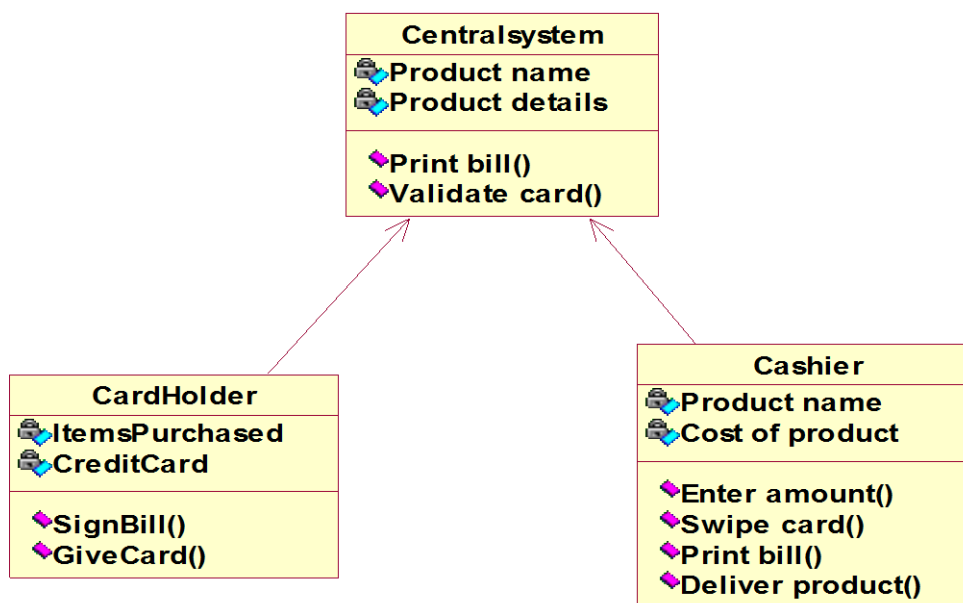 Centralsystem
Product name
Product details
Print bill()
Validate card()
CardHolder
ItemsPurchased
CreditCard
SignBill()
GiveCard()
Cashier
Product name
Cost of product
Enter amount()
Swipe card()
Print bill()
Deliver product()